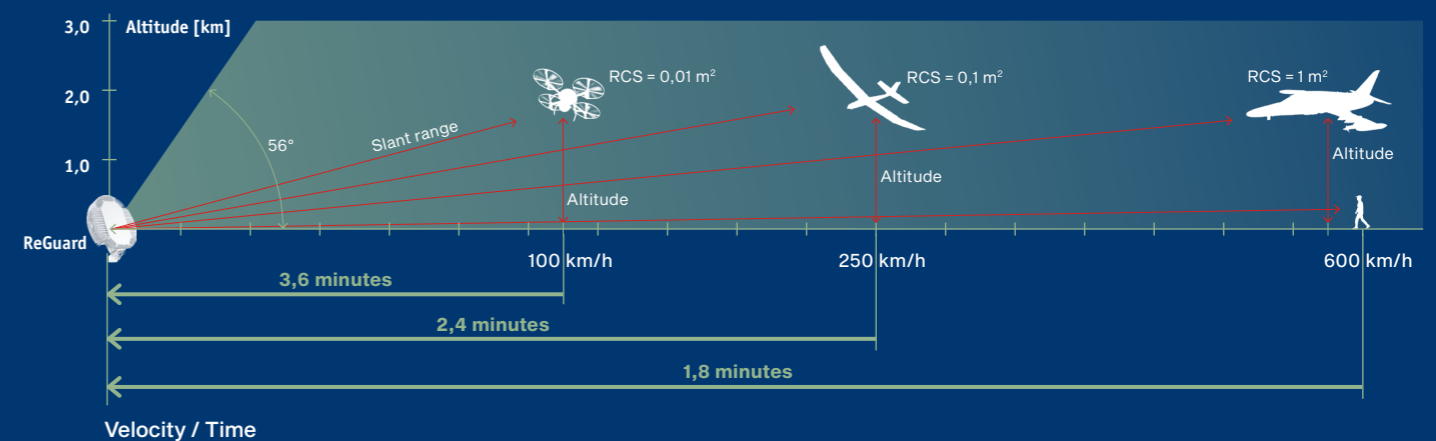 3,0
Altitude [km]
RCS = 0,01 m²
RCS = 0,1 m²
RCS = 1 m²
2,0
56°
Slant range
1,0
Altitude
Altitude
Altitude
ReGuard
100 km/h
250 km/h
600 km/h
3,6 minutes
2,4 minutes
1,8 minutes
Velocity / Time